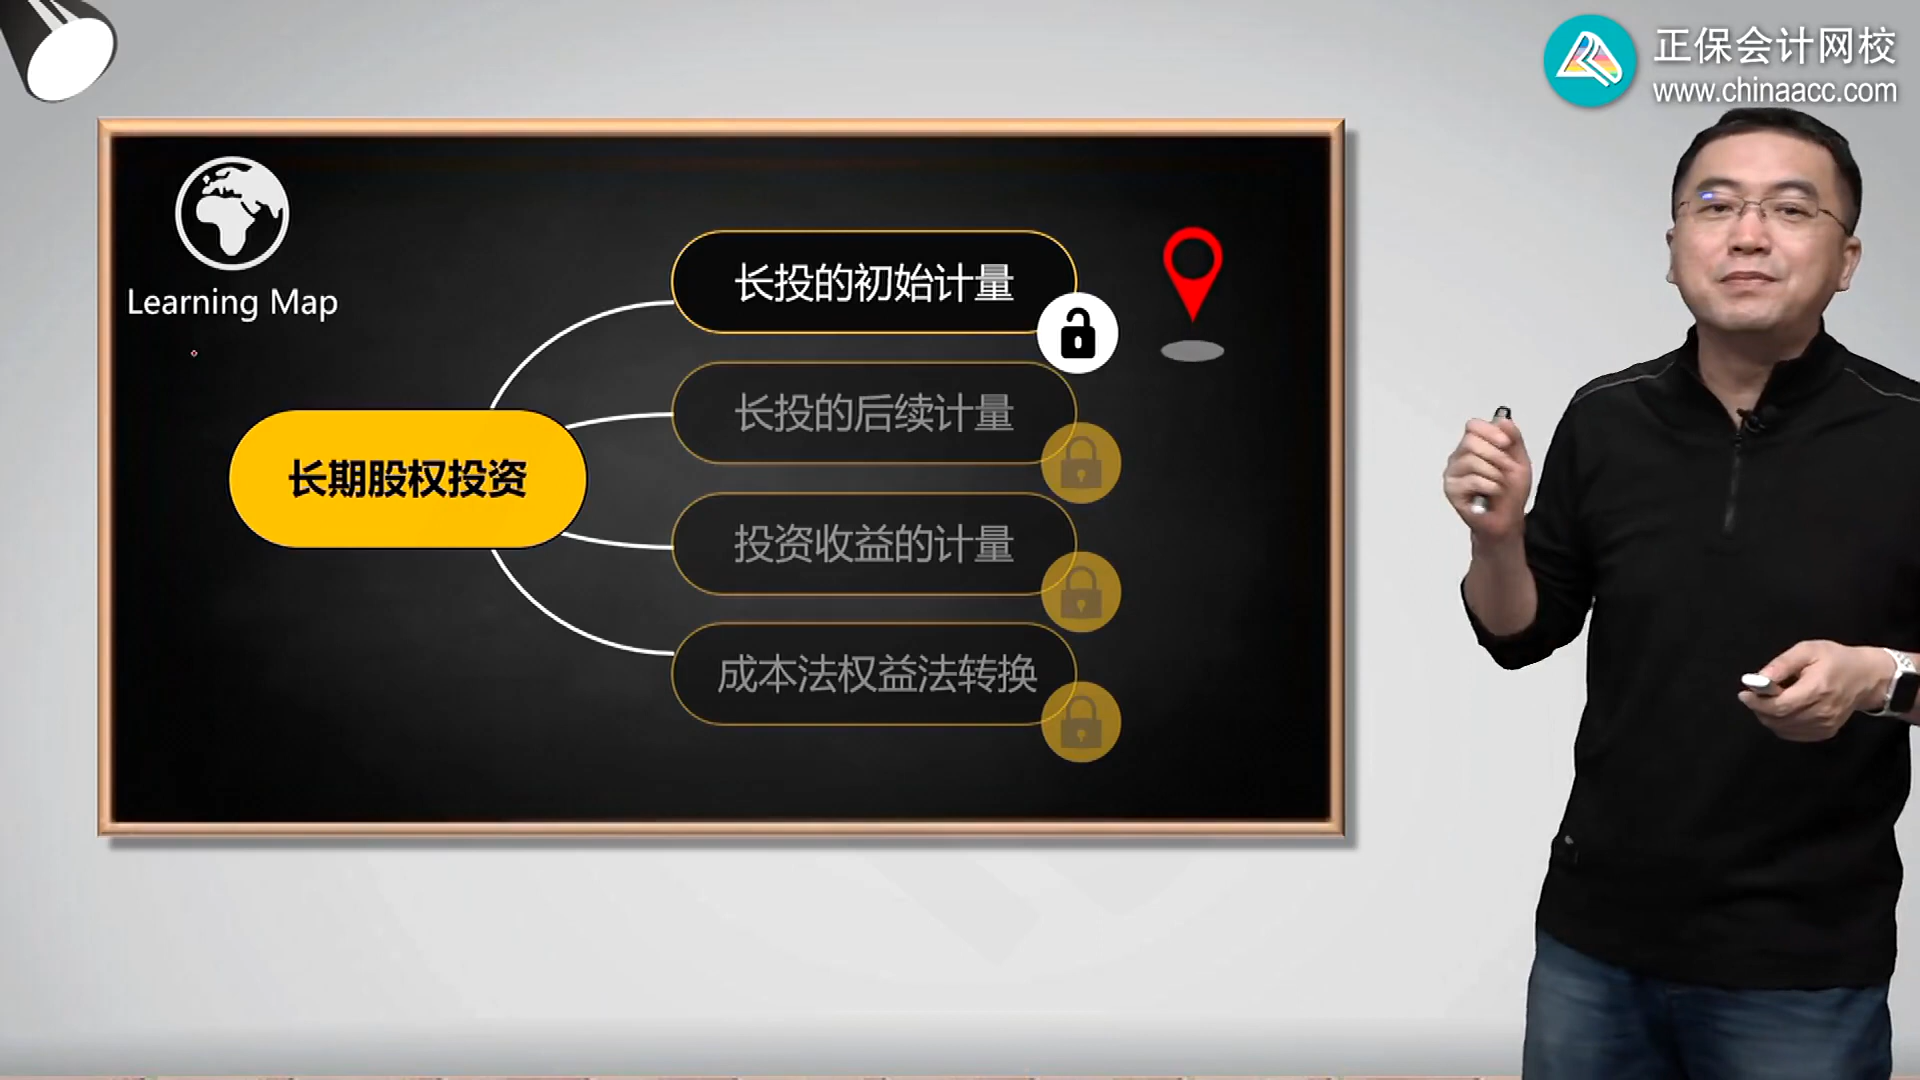 正保会计网校
www.chinaacc.com
Learning Map
长期股权投资
长投的初始计量
长投的后续计量
投资收益的计量
成本法权益法转换